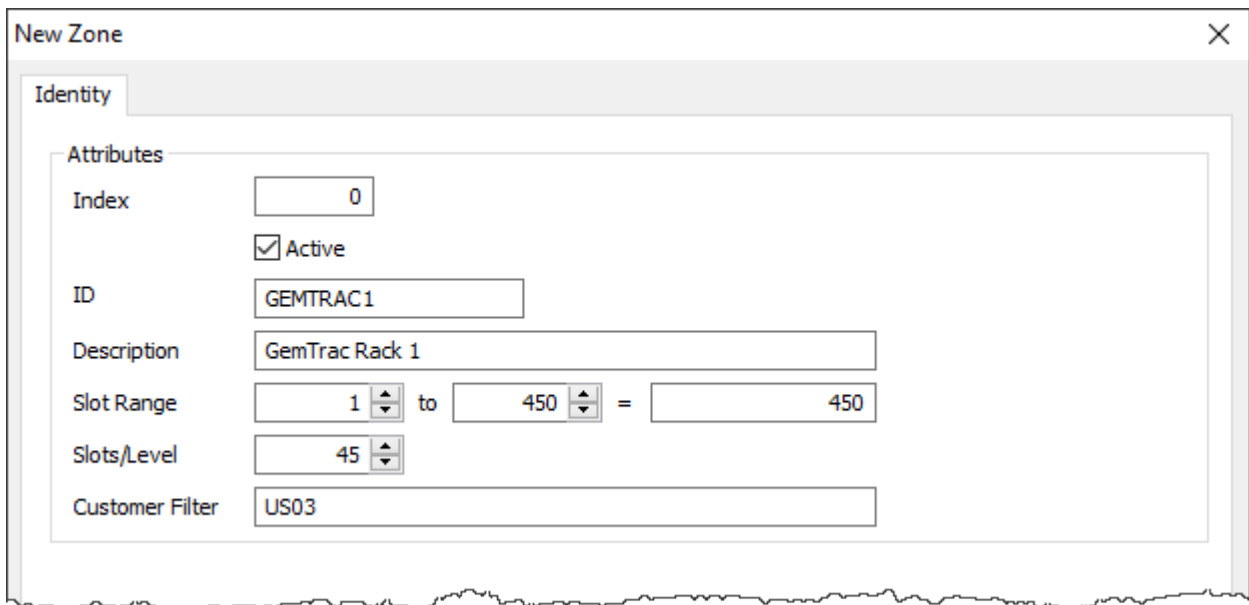 New Zone
Identity
Attributes
Index 0
Active
ID GEMTRAC1
Description GemTrac Rack 1
Slot Range 1 to 450 = 450
Slots/Level 45
Customer Filter US03